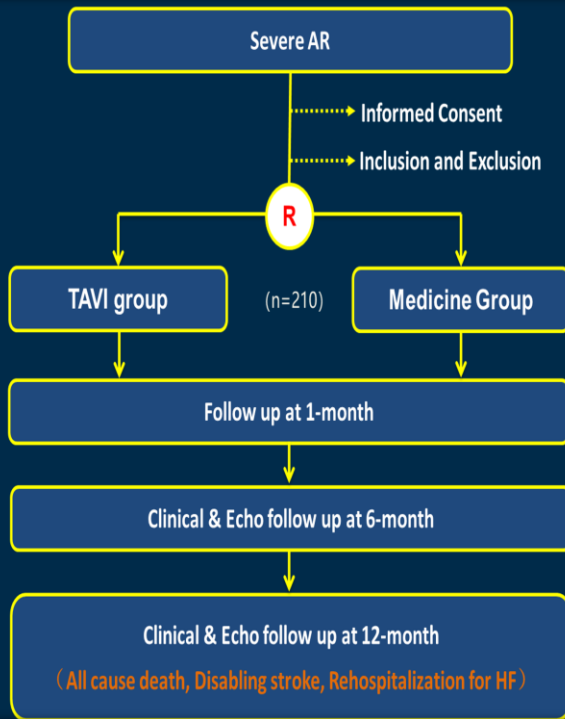 Severe AR
Informed Consent
Inclusion and Exclusion
R
TAVI group
(n=210)
Medicine Group
Follow up at 1-month
Clinical & Echo follow up at 6-month
Clinical & Echo follow up at 12-month
（All cause death, Disabling stroke, Rehospitalization for HF）